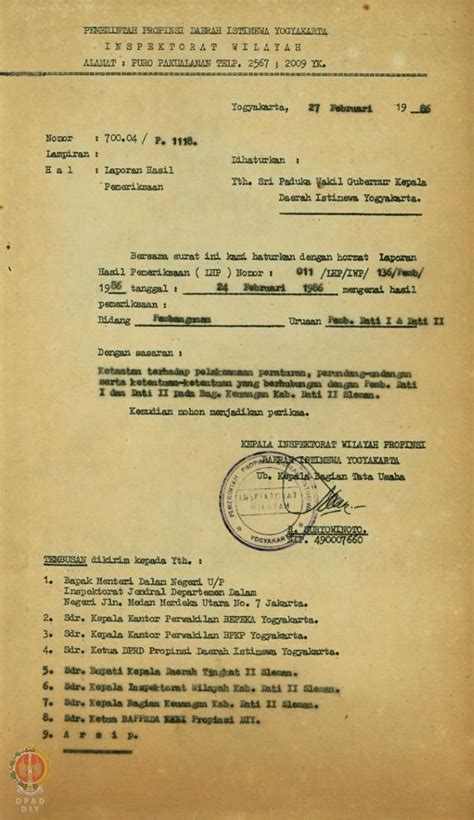 PEMERINTAH PROPINSI DAERAH ISTIMEWA YOGYAKARTA
INSPEKTORAT WILAYAH
ALAMAT : PURO PAKUALAMAN TELP. 2567 ; 2009 YK.
Yogyakarta, 27 Februari 19 86
Nomor : 700.04/ P. 1118.
Lampiran :
H a l : Laporan Hasil
Pemeriksaan
Dihaturkan :
Yth. Sri Paduka Wakil Gubernur Kepala
Daerah Istimewa Yogyakarta.
Bersama surat ini kami haturkan dengan hormat Laporan
Hasil Pemeriksaan ( LHP ) Nomor : 011 /LHP/IWP/ 136/Pemb/
1986 tanggal : 24 Februari 1986 mengenai hasil
pemeriksaan :
Bidang Pembangunan Urusan Pemb. Dati I & Dati II
Dengan sasaran :
Ketaatan terhadap pelaksanaan peraturan, perundang-undangan
serta ketentuan-ketentuan yang berhubungan dengan Pemb. Dati
I dan Dati II pada Bag. Keuangan Kab. Dati II Sleman.
Kemudian mohon menjadikan periksa.
KEPALA INSPEKTORAT WILAYAH PROPINSI
DAERAH ISTIMEWA YOGYAKARTA
Ub. Kepala Bagian Tata Usaha
INSPEKTORAT
WILAYAH
YOGYAKARTA
R. SURYOWINOTO.
NIP. 490007660
TEMBUSAN dikirim kepada Yth. :
1. Bapak Menteri Dalam Negeri U/P
Inspektorat Jendral Departemen Dalam
Negeri Jln. Medan Merdeka Utara No. 7 Jakarta.
2. Sdr. Kepala Kantor Perwakilan BEPEKA Yogyakarta.
3. Sdr. Kepala Kantor Perwakilan BPKP Yogyakarta.
4. Sdr. Ketua DPRD Propinsi Daerah Istimewa Yogyakarta.
5. Sdr. Bupati Kepala Daerah Tingkat II Sleman.
6. Sdr. Kepala Inspektorat Wilayah Kab. Dati II Sleman.
7. Sdr. Kepala Bagian Keuangan Kab. Dati II Sleman.
8. Sdr. Ketua BAPPEDA Propinsi DIY.
9. A r s i p.
DPAD
DIY